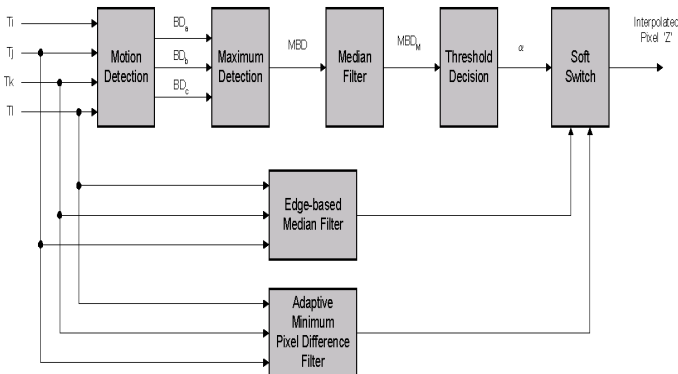 Ti
Tj
Tk
Tl
Motion
Detection
BDa
BDb
BDc
Maximum
Detection
MBD
Median
Filter
MBDM
Threshold
Decision
α
Soft
Switch
Interpolated
Pixel 'Z'
Edge-based
Median Filter
Adaptive
Minimum
Pixel Difference
Filter